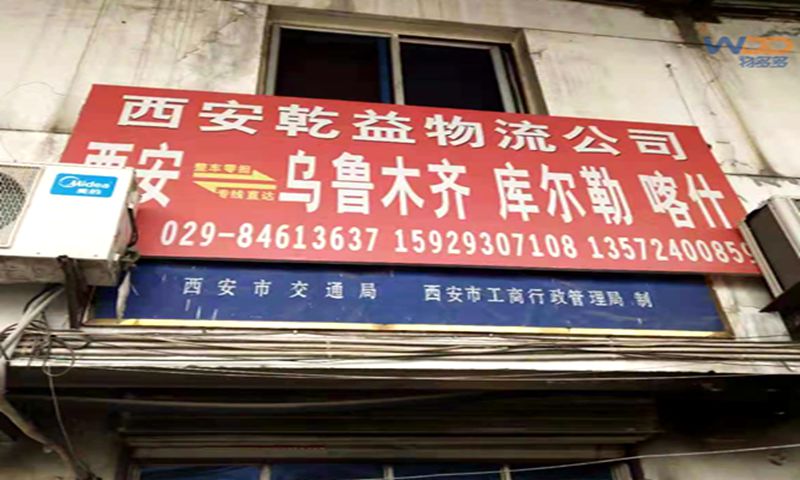 WDD
物多多
西安乾益物流公司
西安 整车零担 专线直达 乌鲁木齐 库尔勒 喀什
029-84613637 15929307108 13572400859
西安市交通局 西安市工商行政管理局 制
Midea
美的